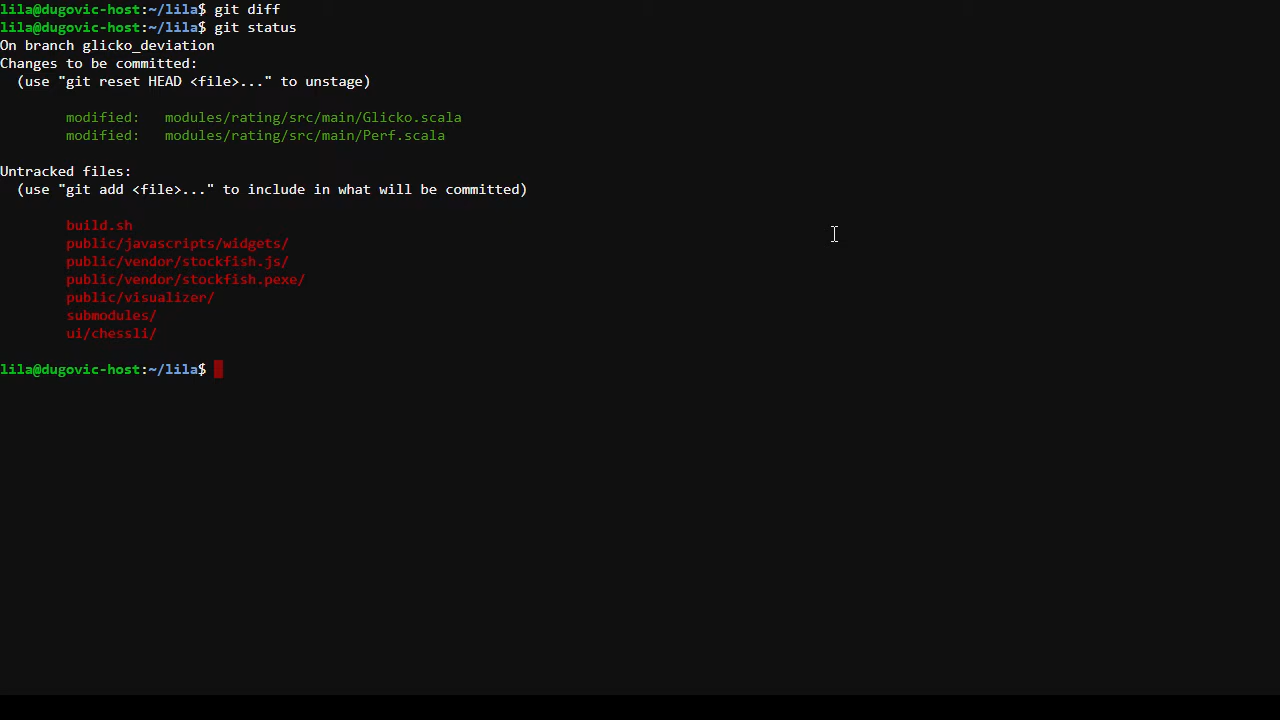 lila@dugovic-host:~/lila$ git diff
lila@dugovic-host:~/lila$ git status
On branch glicko_deviation
Changes to be committed:
  (use "git reset HEAD <file>..." to unstage)
        modified:   modules/rating/src/main/Glicko.scala
        modified:   modules/rating/src/main/Perf.scala
Untracked files:
  (use "git add <file>..." to include in what will be committed)
        build.sh
        public/javascripts/widgets/
        public/vendor/stockfish.js/
        public/vendor/stockfish.pexe/
        public/visualizer/
        submodules/
        ui/chessli/
lila@dugovic-host:~/lila$